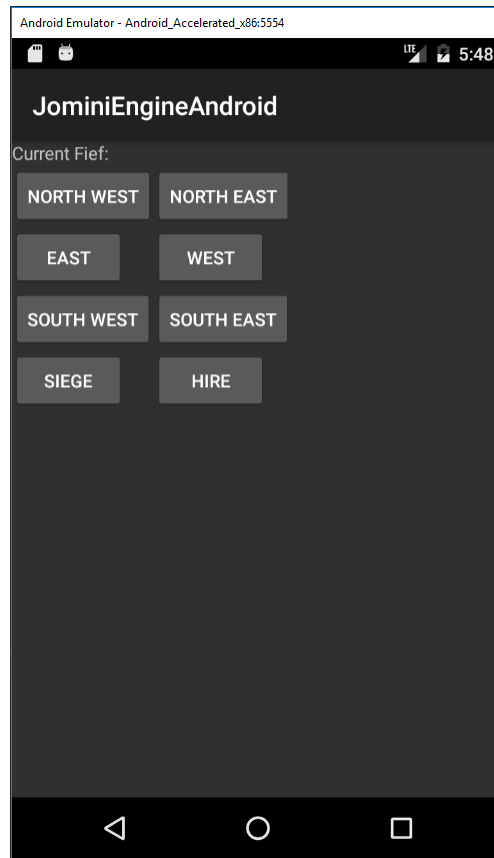 Android Emulator - Android_Accelerated_x86:5554
LTE 5:48
JominiEngineAndroid
Current Fief:
NORTH WEST NORTH EAST
EAST WEST
SOUTH WEST SOUTH EAST
SIEGE HIRE